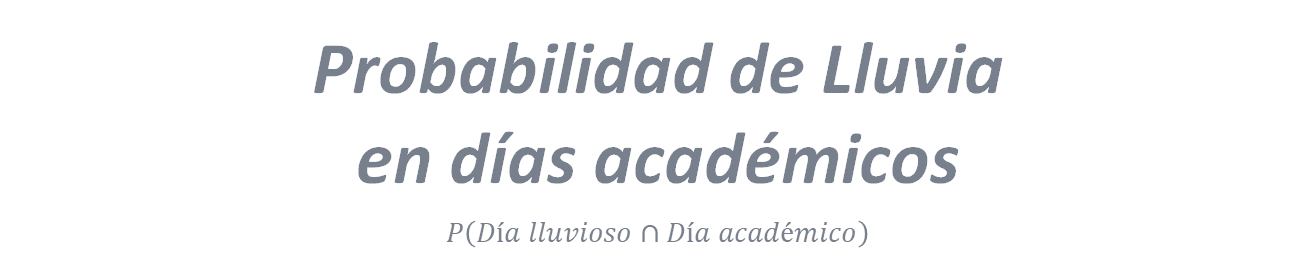 Probabilidad de Lluvia
en días académicos
P(Día lluvioso ∩ Día académico)